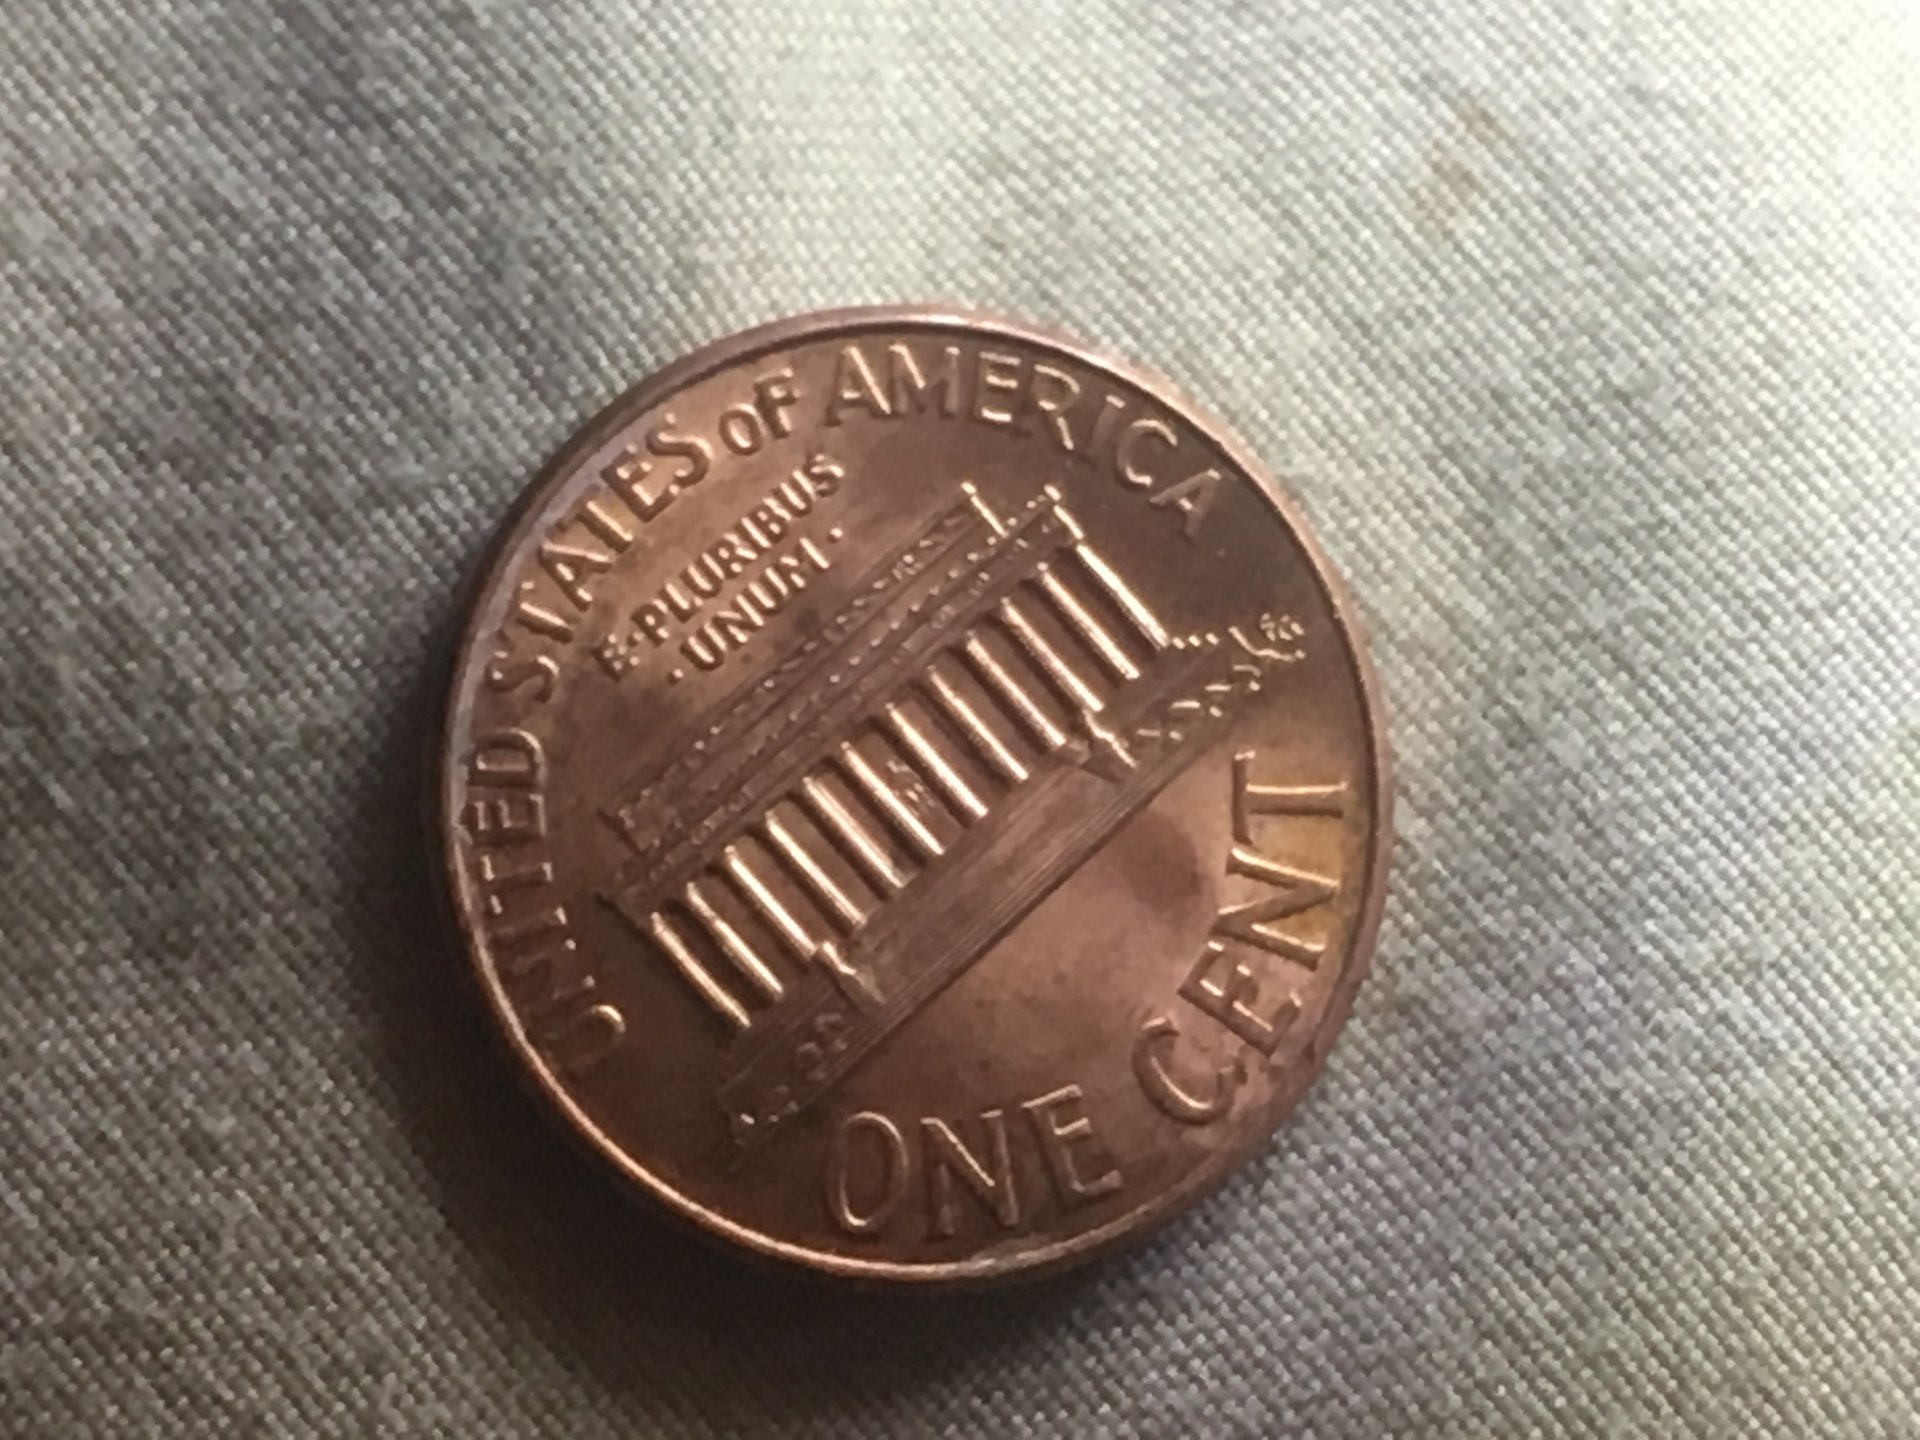 UNITED STATES OF AMERICA
E·PLURIBUS
·UNUM·
ONE CENT